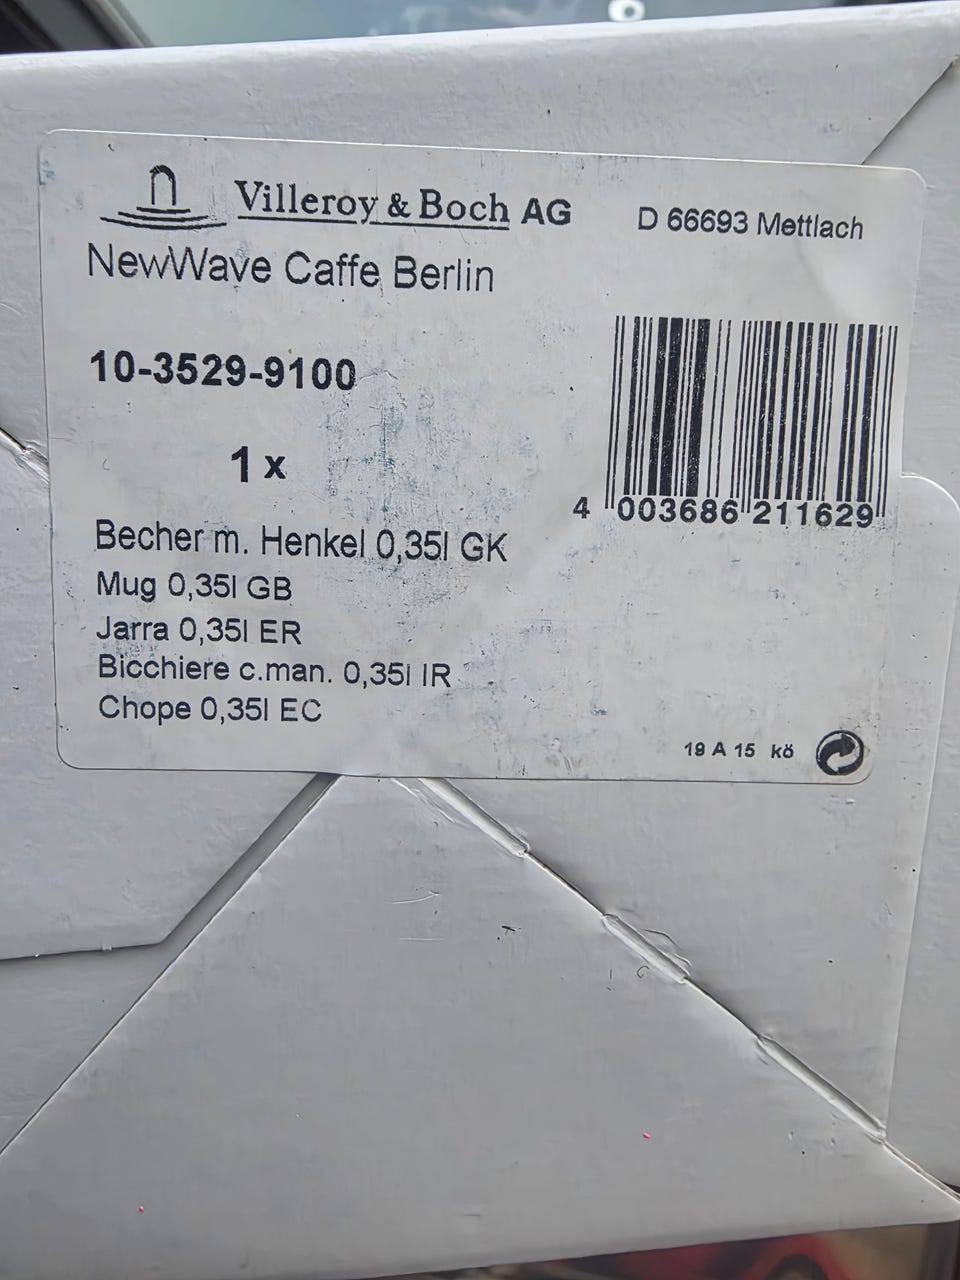 Villeroy & Boch AG D 66693 Mettlach
NewWave Caffe Berlin
10-3529-9100
1 x
4 003686 211629
Becher m. Henkel 0,35l GK
Mug 0,35l GB
Jarra 0,35l ER
Bicchiere c.man. 0,35l IR
Chope 0,35l EC
19 A 15 kö